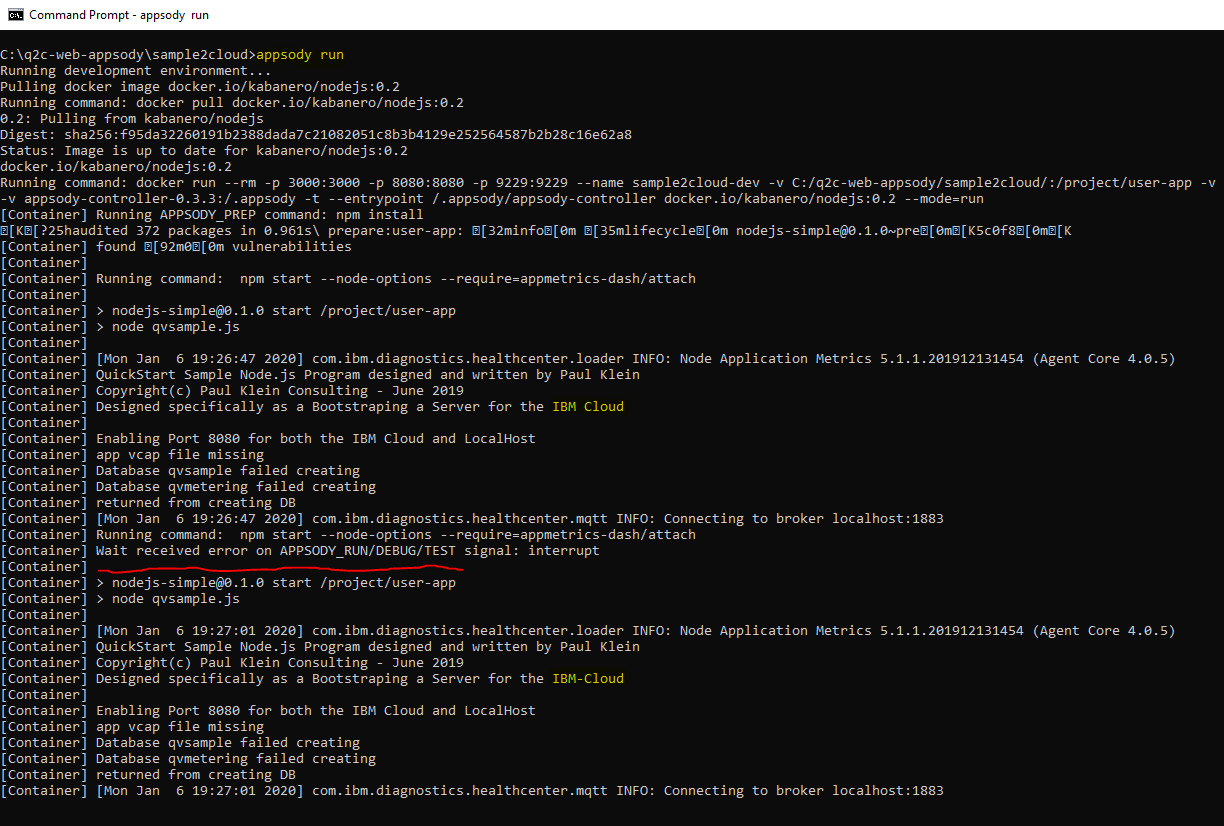 Command Prompt - appsody  run
C:\q2c-web-appsody\sample2cloud>appsody run
Running development environment...
Pulling docker image docker.io/kabanero/nodejs:0.2
Running command: docker pull docker.io/kabanero/nodejs:0.2
0.2: Pulling from kabanero/nodejs
Digest: sha256:f95da32260191b2388dada7c21082051c8b3b4129e252564587b2b28c16e62a8
Status: Image is up to date for kabanero/nodejs:0.2
docker.io/kabanero/nodejs:0.2
Running command: docker run --rm -p 3000:3000 -p 8080:8080 -p 9229:9229 --name sample2cloud-dev -v C:/q2c-web-appsody/sample2cloud/:/project/user-app -v
-v appsody-controller-0.3.3:/.appsody -t --entrypoint /.appsody/appsody-controller docker.io/kabanero/nodejs:0.2 --mode=run
[Container] Running APPSODY_PREP command: npm install
⍰[K⍰[?25haudited 372 packages in 0.961s\ prepare:user-app: ⍰[32minfo⍰[0m ⍰[35mlifecycle⍰[0m nodejs-simple@0.1.0~pre⍰[0m⍰[K5c0f8⍰[0m⍰[K
[Container] found ⍰[92m0⍰[0m vulnerabilities
[Container]
[Container] Running command:  npm start --node-options --require=appmetrics-dash/attach
[Container]
[Container] > nodejs-simple@0.1.0 start /project/user-app
[Container] > node qvsample.js
[Container]
[Container] [Mon Jan  6 19:26:47 2020] com.ibm.diagnostics.healthcenter.loader INFO: Node Application Metrics 5.1.1.201912131454 (Agent Core 4.0.5)
[Container] QuickStart Sample Node.js Program designed and written by Paul Klein
[Container] Copyright(c) Paul Klein Consulting - June 2019
[Container] Designed specifically as a Bootstraping a Server for the IBM Cloud
[Container]
[Container] Enabling Port 8080 for both the IBM Cloud and LocalHost
[Container] app vcap file missing
[Container] Database qvsample failed creating
[Container] Database qvmetering failed creating
[Container] returned from creating DB
[Container] [Mon Jan  6 19:26:47 2020] com.ibm.diagnostics.healthcenter.mqtt INFO: Connecting to broker localhost:1883
[Container] Running command:  npm start --node-options --require=appmetrics-dash/attach
[Container] Wait received error on APPSODY_RUN/DEBUG/TEST signal: interrupt
[Container]
[Container] > nodejs-simple@0.1.0 start /project/user-app
[Container] > node qvsample.js
[Container]
[Container] [Mon Jan  6 19:27:01 2020] com.ibm.diagnostics.healthcenter.loader INFO: Node Application Metrics 5.1.1.201912131454 (Agent Core 4.0.5)
[Container] QuickStart Sample Node.js Program designed and written by Paul Klein
[Container] Copyright(c) Paul Klein Consulting - June 2019
[Container] Designed specifically as a Bootstraping a Server for the IBM-Cloud
[Container]
[Container] Enabling Port 8080 for both the IBM Cloud and LocalHost
[Container] app vcap file missing
[Container] Database qvsample failed creating
[Container] Database qvmetering failed creating
[Container] returned from creating DB
[Container] [Mon Jan  6 19:27:01 2020] com.ibm.diagnostics.healthcenter.mqtt INFO: Connecting to broker localhost:1883